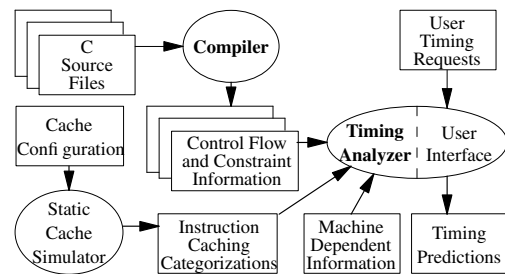 C
Source
Files
Compiler
User
Timing
Requests
Cache
Configuration
Control Flow
and Constraint
Information
Timing
Analyzer
User
Interface
Static
Cache
Simulator
Instruction
Caching
Categorizations
Machine
Dependent
Information
Timing
Predictions